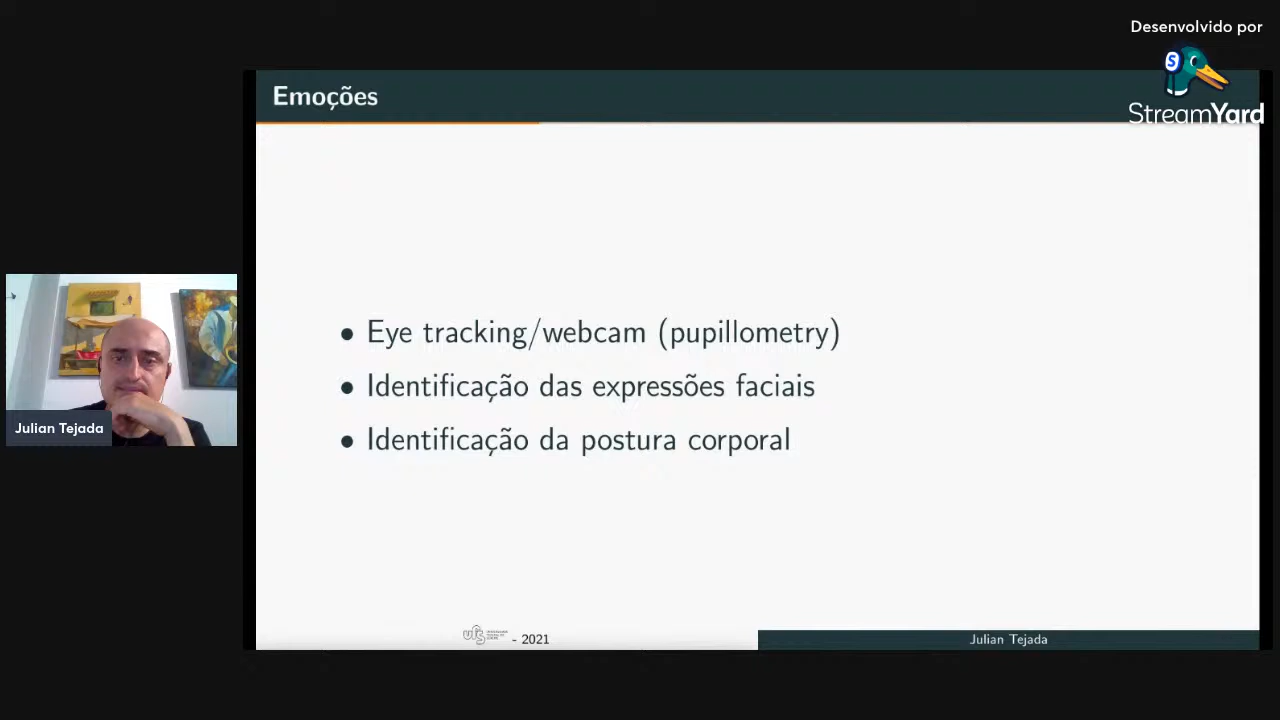 Desenvolvido por
StreamYard
Emoções
• Eye tracking/webcam (pupillometry)
• Identificação das expressões faciais
• Identificação da postura corporal
Julian Tejada
ufs - 2021
Julian Tejada